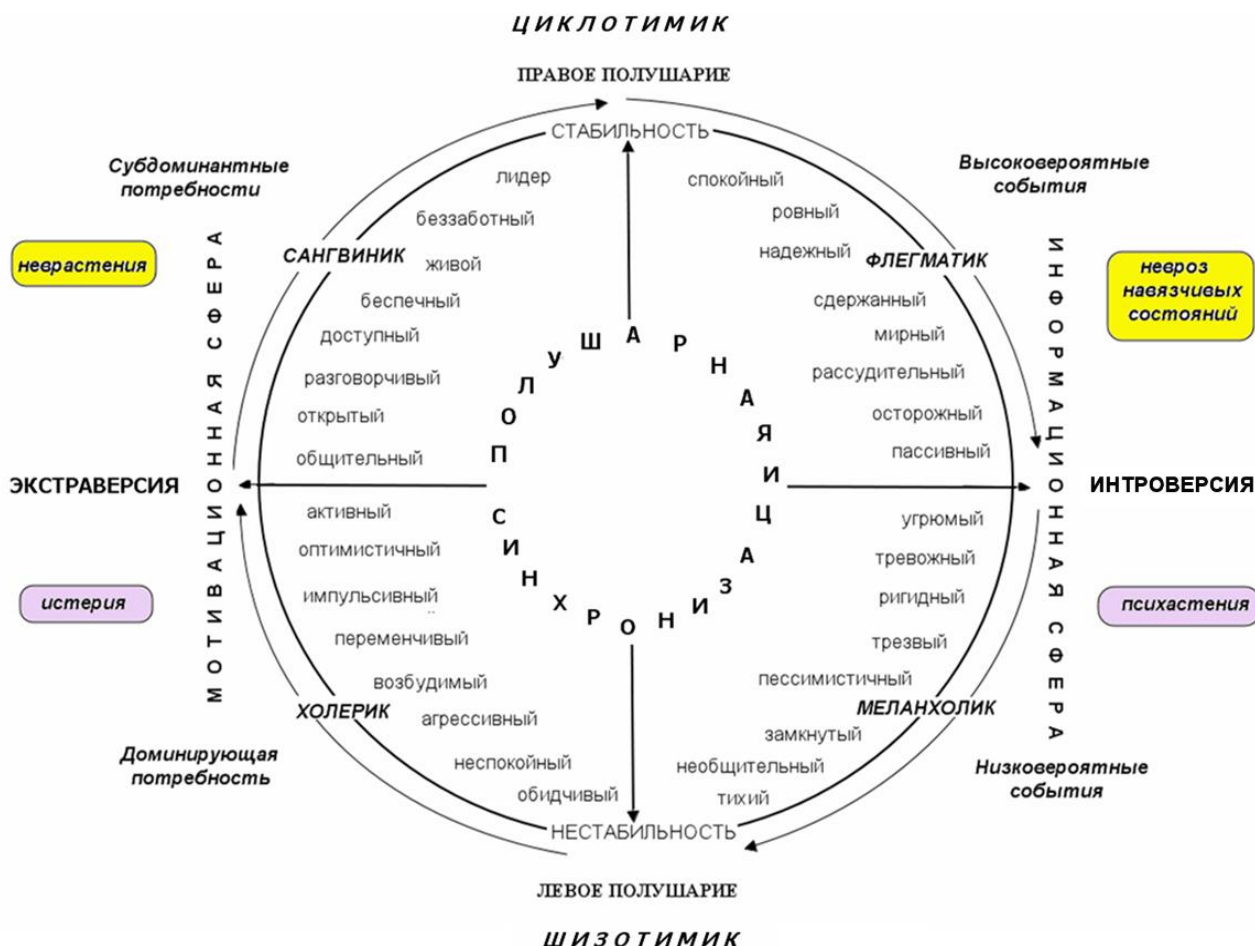 ЦИКЛОТИМИК
ПРАВОЕ ПОЛУШАРИЕ
СТАБИЛЬНОСТЬ
Субдоминантные
потребности
Высоковероятные
события
неврастения
невроз
навязчивых
состояний
МОТИВАЦИОННАЯ СФЕРА
ИНФОРМАЦИОННАЯ СФЕРА
САНГВИНИК
лидер
беззаботный
живой
беспечный
доступный
разговорчивый
открытый
общительный
ФЛЕГМАТИК
спокойный
ровный
надежный
сдержанный
мирный
рассудительный
осторожный
пассивный
ПОЛУШАРНАЯ
СИНХРОНИЗАЦИ
ЭКСТРАВЕРСИЯ
ИНТРОВЕРСИЯ
активный
оптимистичный
импульсивный
переменчивый
возбудимый
агрессивный
неспокойный
обидчивый
ХОЛЕРИК
угрюмый
тревожный
ригидный
трезвый
пессимистичный
замкнутый
необщительный
тихий
МЕЛАНХОЛИК
истерия
психастения
Доминирующая
потребность
Низковероятные
события
НЕСТАБИЛЬНОСТЬ
ЛЕВОЕ ПОЛУШАРИЕ
ШИЗОТИМИК